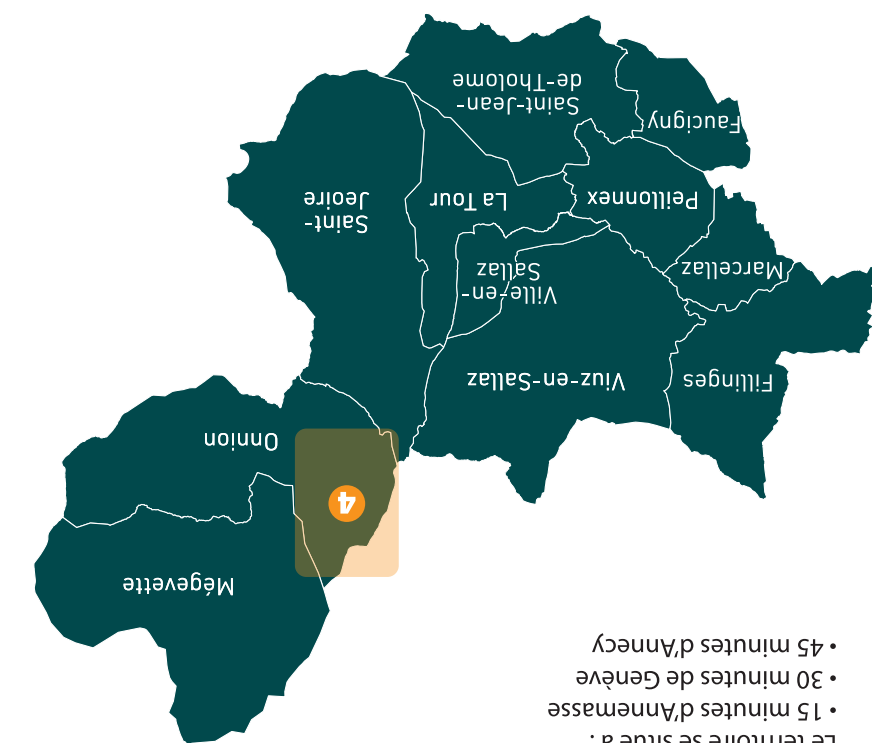 Le territoire se situe à :
• 15 minutes d'Annemasse
• 30 minutes de Genève
• 45 minutes d'Annecy
Mégevette
4
Onnion
Fillinges
Viuz-en-Sallaz
Marcellaz
Ville-en-
Sallaz
Peillonnex
La Tour
Saint-
Jeoire
Faucigny
Saint-Jean-
de-Tholome